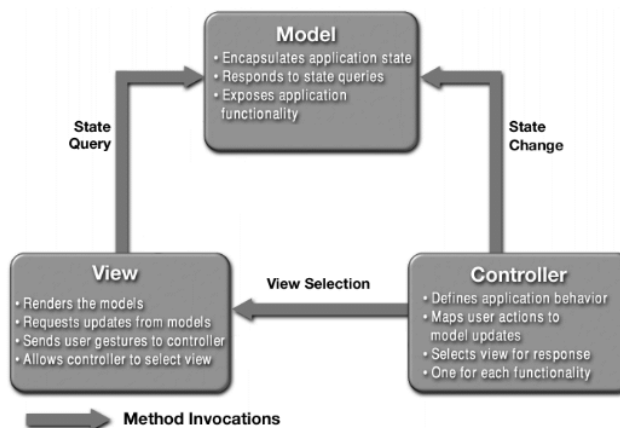 Model
• Encapsulates application state
• Responds to state queries
• Exposes application
functionality
State
Query
State
Change
View
• Renders the models
• Requests updates from models
• Sends user gestures to controller
• Allows controller to select view
View Selection
Controller
• Defines application behavior
• Maps user actions to
model updates
• Selects view for response
• One for each functionality
Method Invocations